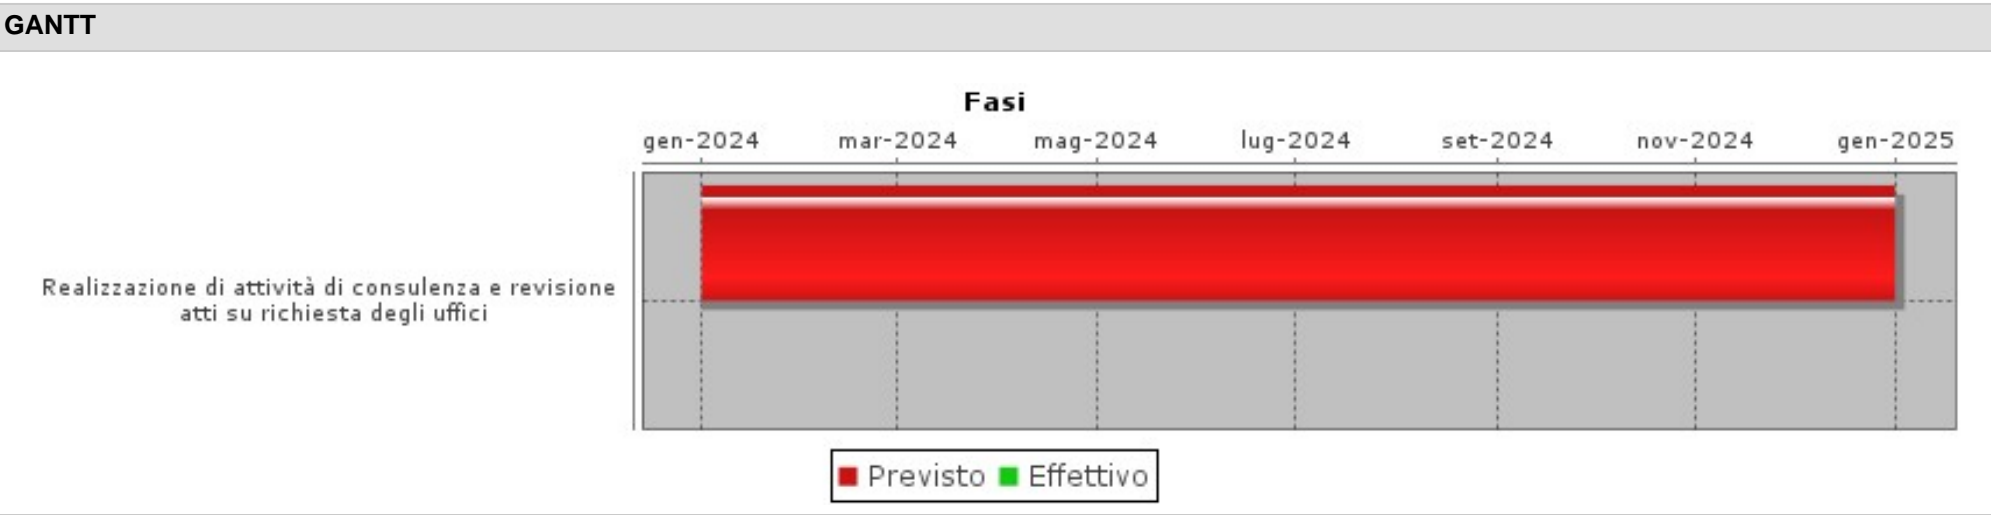 GANTT
Fasi
gen-2024 mar-2024 mag-2024 lug-2024 set-2024 nov-2024 gen-2025
Realizzazione di attività di consulenza e revisione
atti su richiesta degli uffici
Previsto Effettivo